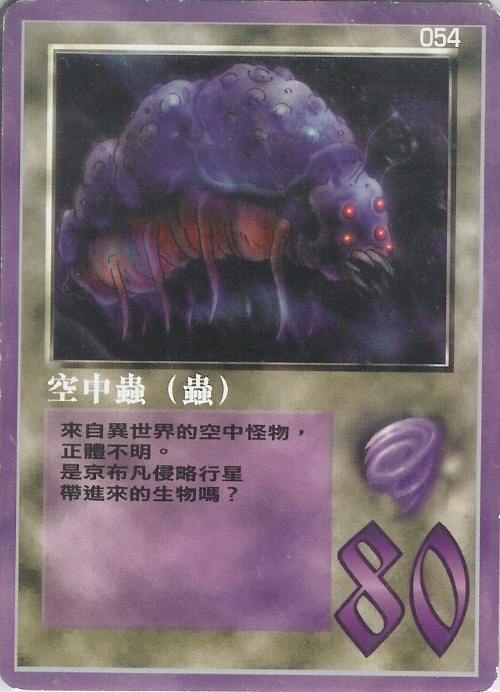 054
空中蟲（蟲）
來自異世界的空中怪物，
正體不明。
是京布凡侵略行星
帶進來的生物嗎？
80